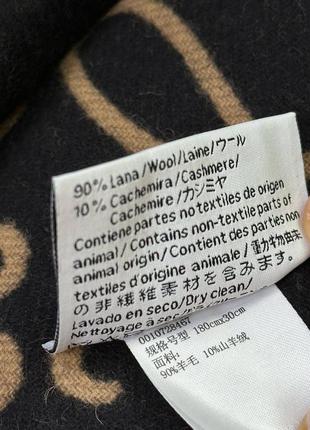 90% Lana/Wool/Laine/ウール
10% Cachemira/Cashmere/
Cachemire/カシミヤ
Contiene partes no textiles de origen
animal/Contains non-textile parts of
animal origin/Contient des parties non
textiles d'origine animale/動物由来
の非繊維素材を含みます。
Lavado en seco/Dry clean/
Nettoyage à sec/
0010728467
规格号型:180cmx30cm
面料:
90%羊毛 10%山羊绒